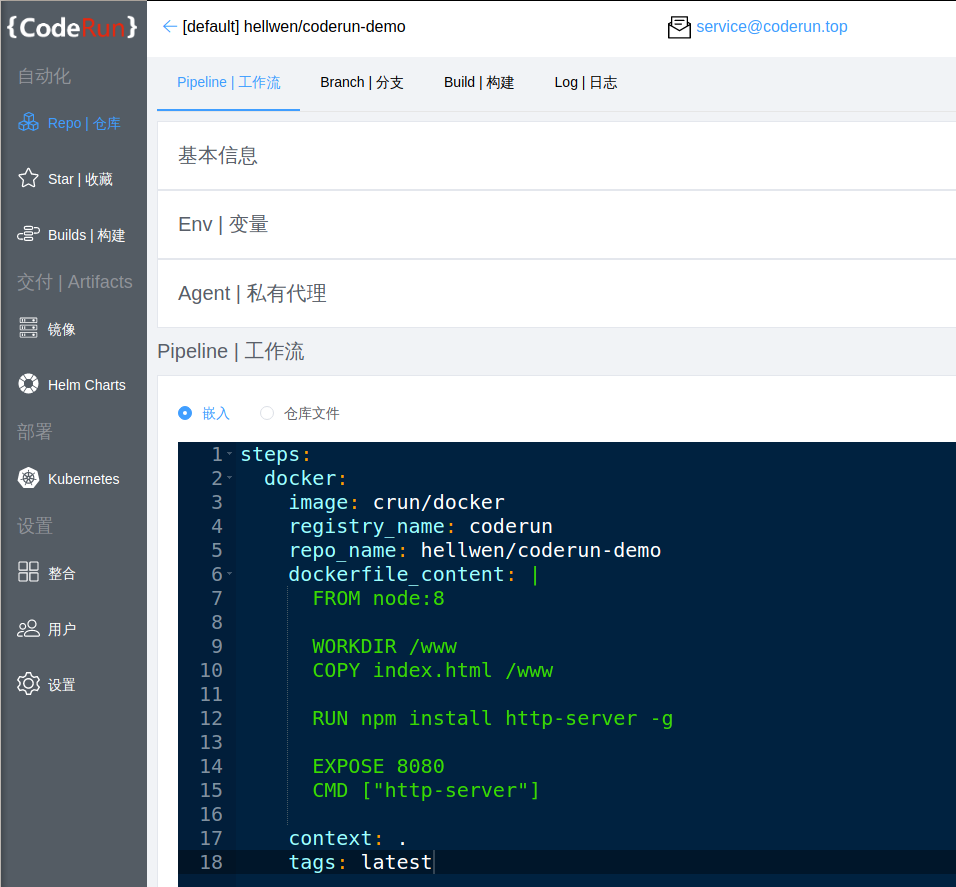 {CodeRun}
自动化
Repo | 仓库
Star | 收藏
Builds | 构建
交付 | Artifacts
镜像
Helm Charts
部署
Kubernetes
设置
整合
用户
设置
[default] hellwen/coderun-demo
service@coderun.top
Pipeline | 工作流
Branch | 分支
Build | 构建
Log | 日志
基本信息
Env | 变量
Agent | 私有代理
Pipeline | 工作流
嵌入
仓库文件
1 steps:
2   docker:
3     image: crun/docker
4     registry_name: coderun
5     repo_name: hellwen/coderun-demo
6     dockerfile_content: |
7       FROM node:8
8
9       WORKDIR /www
10       COPY index.html /www
11
12       RUN npm install http-server -g
13
14       EXPOSE 8080
15       CMD ["http-server"]
16
17     context: .
18     tags: latest